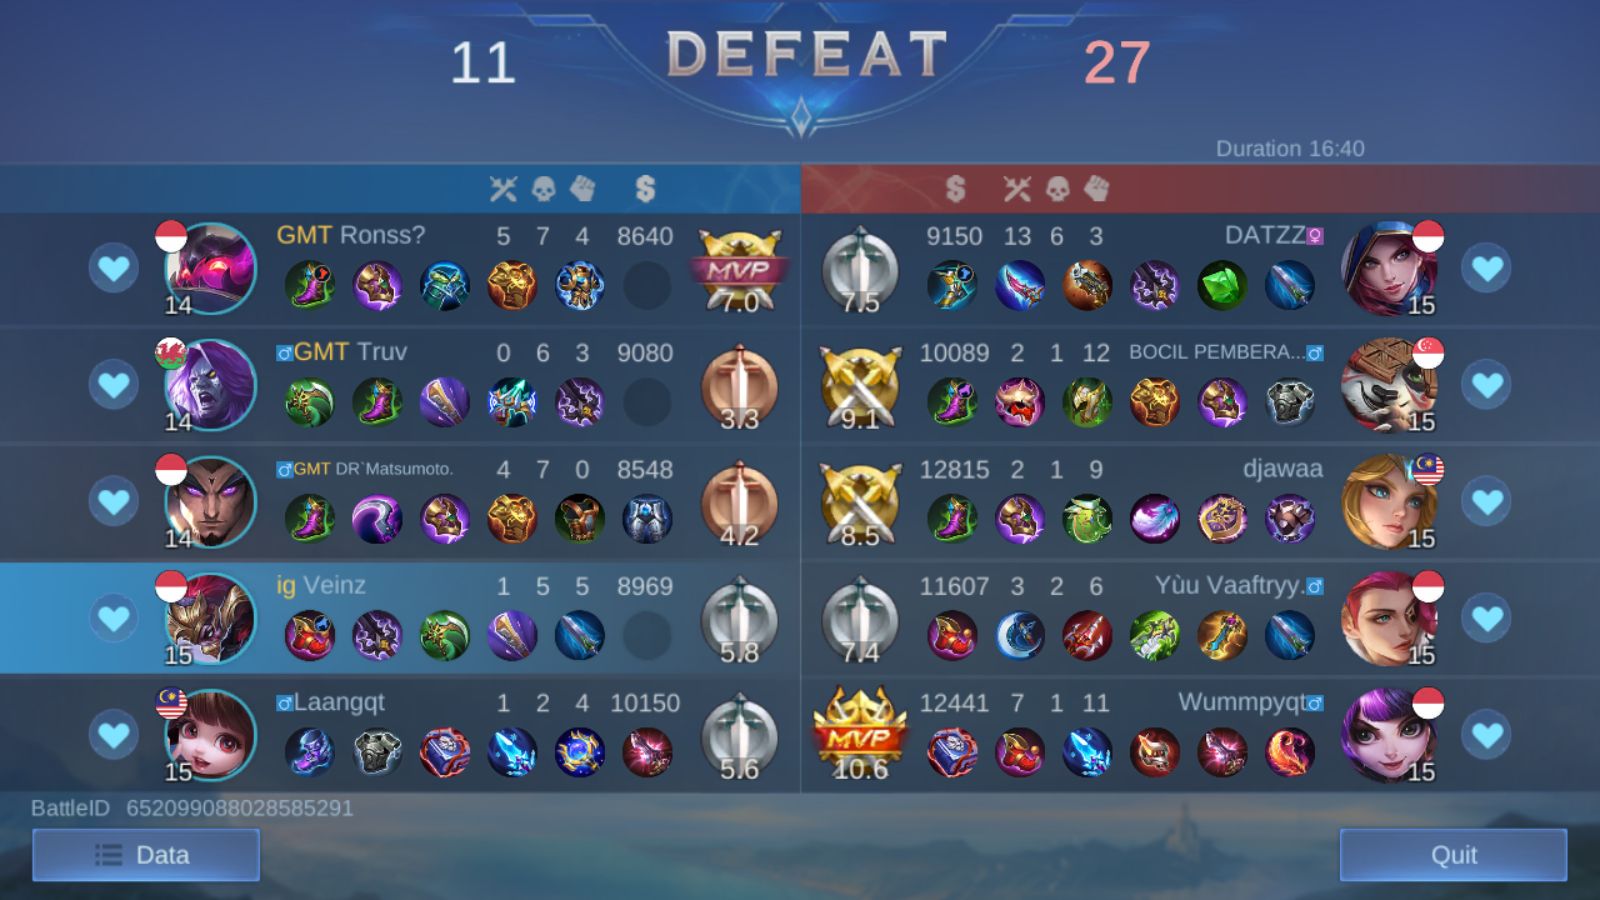 11 DEFEAT 27
Duration 16:40
GMT Ronss? 5 7 4 8640 MVP 7.0
14
7.5 9150 13 6 3 DATZZ♀
15
♂GMT Truv 0 6 3 9080 3.3
14
9.1 10089 2 1 12 BOCIL PEMBERA...♂
15
♂GMT DR`Matsumoto. 4 7 0 8548 4.2
14
8.5 12815 2 1 9 djawaa
15
ig Veinz 1 5 5 8969 5.8
15
7.4 11607 3 2 6 Yùu Vaaftryy.♂
15
♂Laangqt 1 2 4 10150 5.6
15
MVP 10.6 12441 7 1 11 Wummpyqt♂
15
BattleID 652099088028585291
Data
Quit